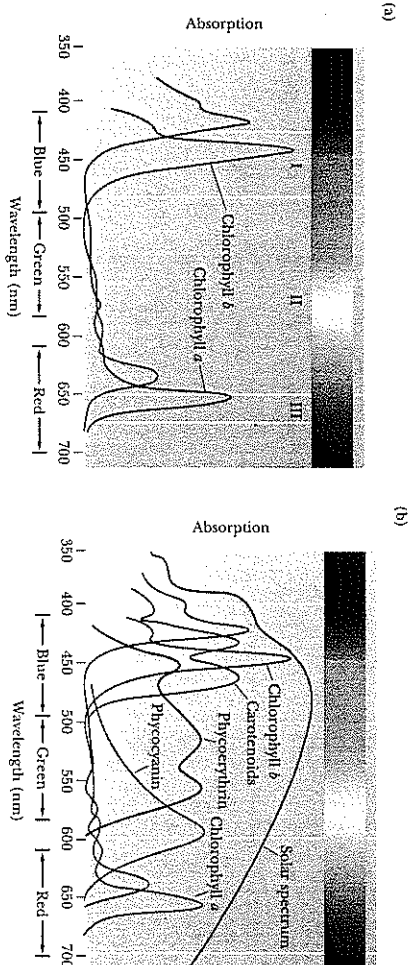 (a)
Absorption
I
II
III
Chlorophyll b
Chlorophyll a
350
400
450
500
550
600
650
700
Blue
Green
Red
Wavelength (nm)
(b)
Absorption
Solar spectrum
Chlorophyll b
Carotenoids
Phycoerythrin
Phycocyanin
Chlorophyll a
350
400
450
500
550
600
650
700
Blue
Green
Red
Wavelength (nm)